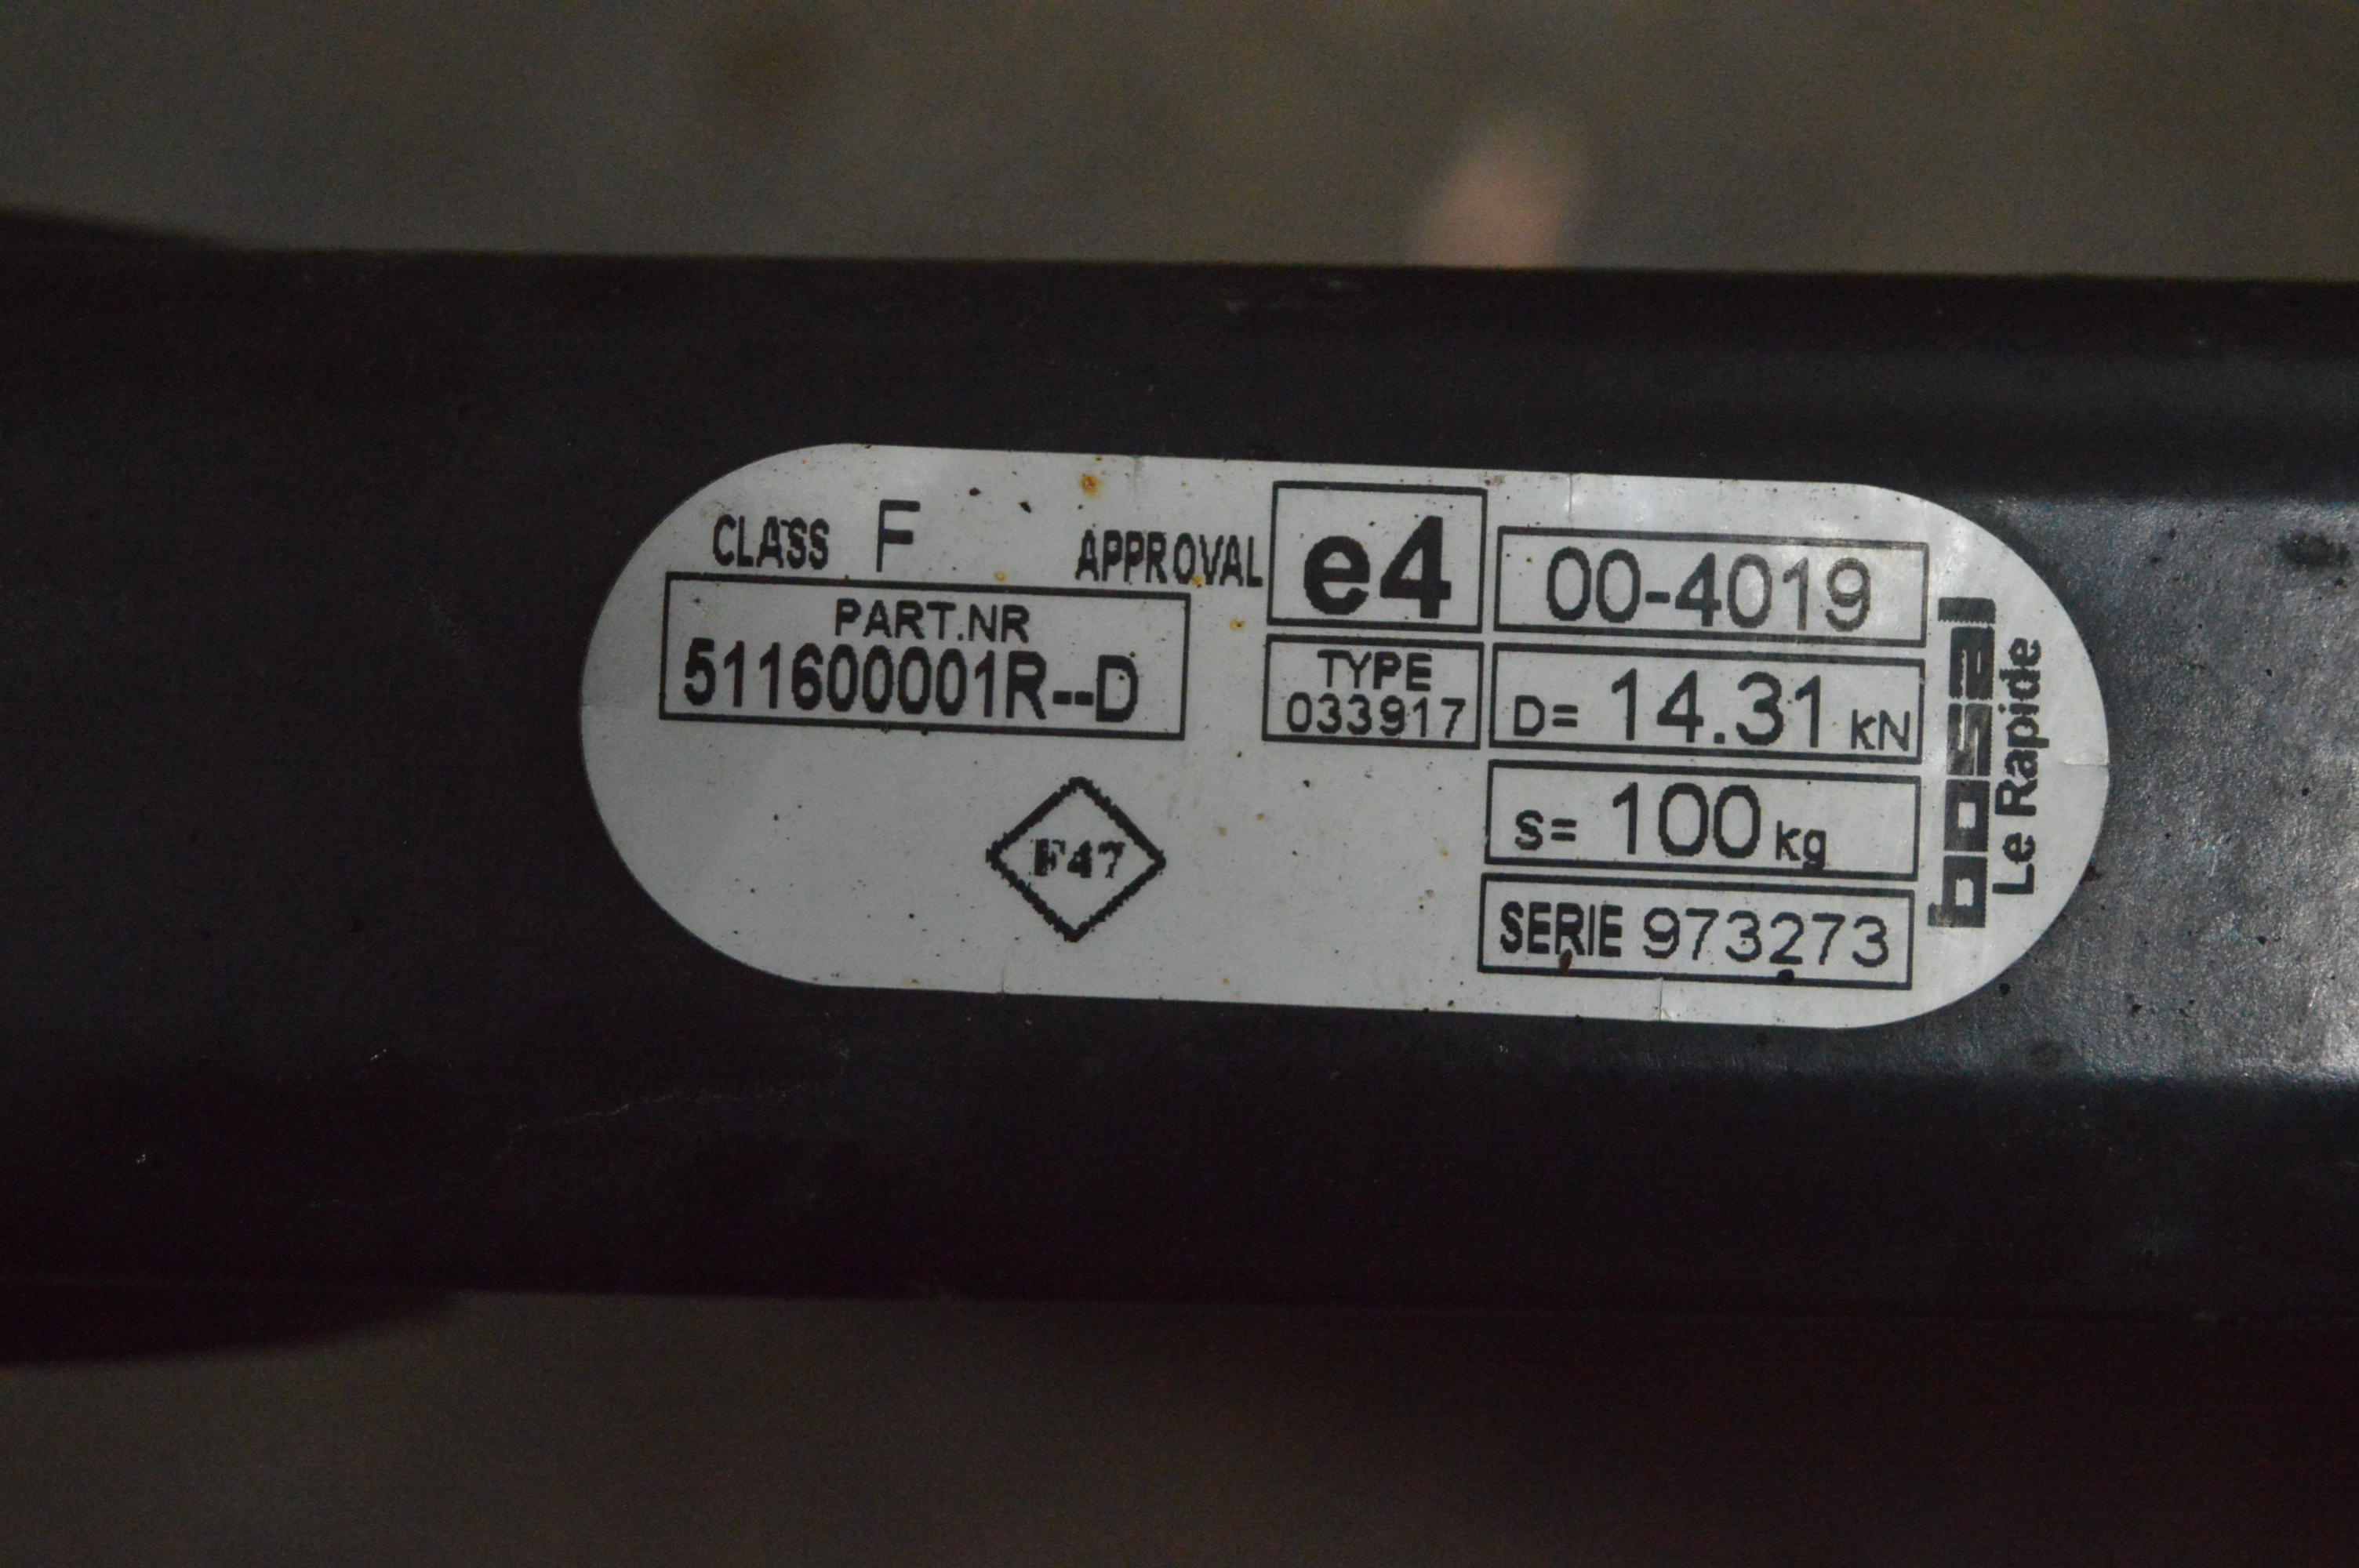 CLASS F
APPROVAL e4 00-4019
PART.NR
511600001R--D
TYPE
033917
D= 14.31 KN
S= 100 kg
SERIE 973273
F47
bosal
Le Rapide